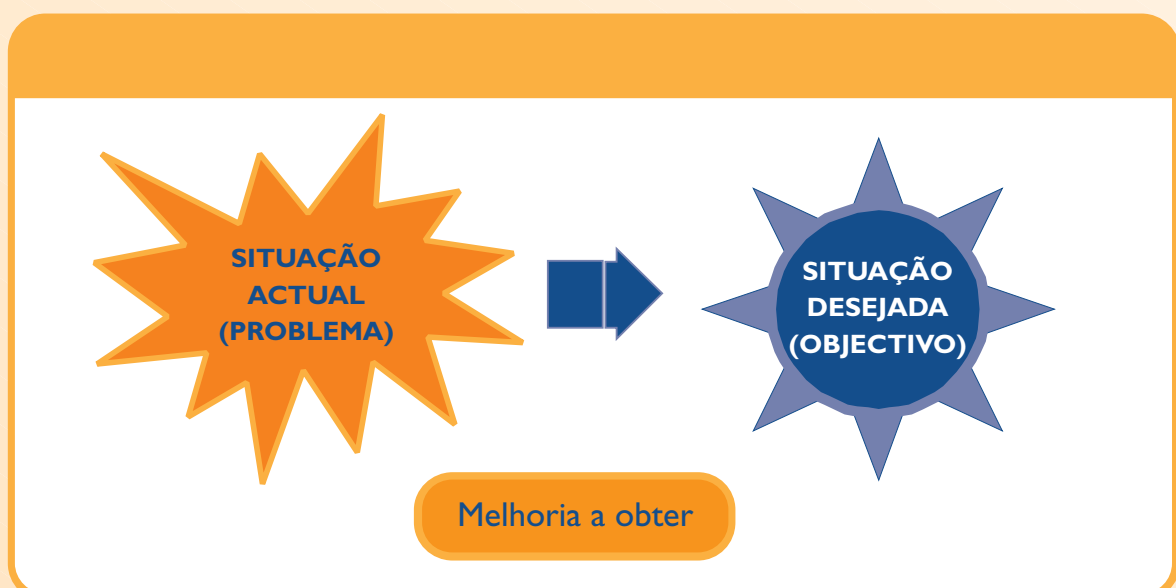 SITUAÇÃO
ACTUAL
(PROBLEMA)
SITUAÇÃO
DESEJADA
(OBJECTIVO)
Melhoria a obter